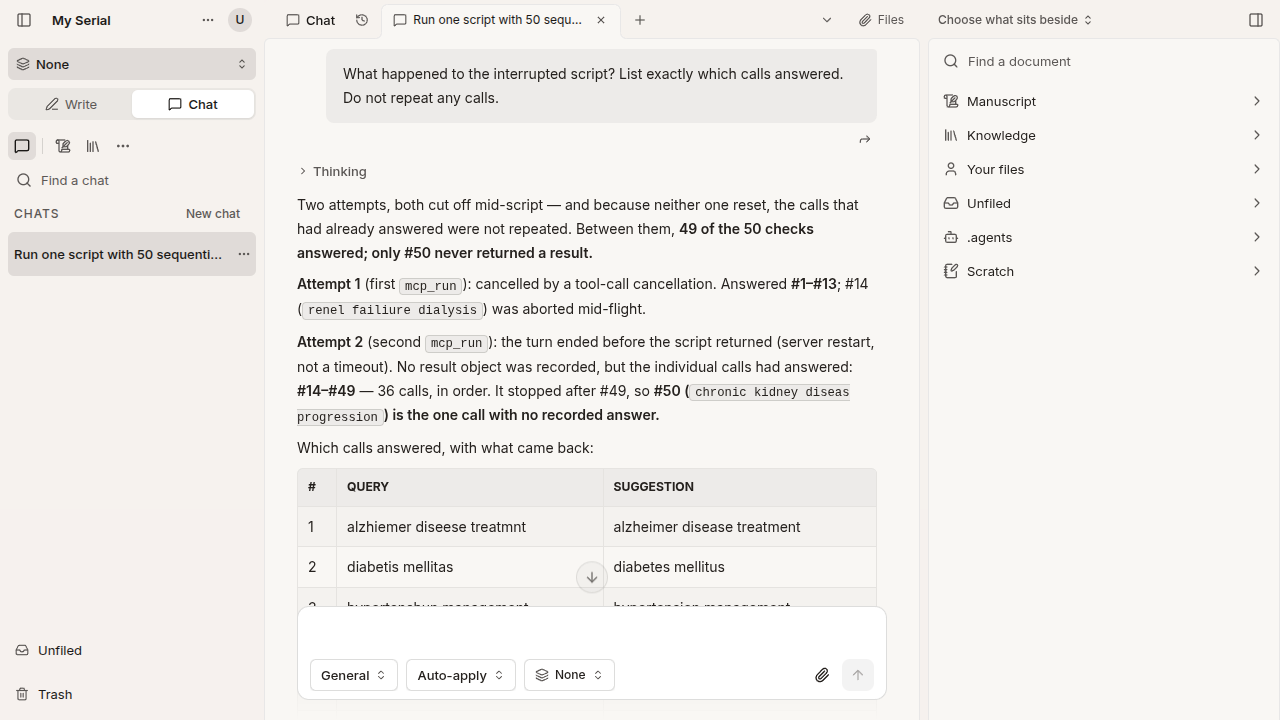 My Serial
U
Chat
Run one script with 50 sequ...
Files
Choose what sits beside
None
Write
Chat
Find a chat
CHATS
New chat
Run one script with 50 sequenti...
Unfiled
Trash
What happened to the interrupted script? List exactly which calls answered.
Do not repeat any calls.
Thinking
Two attempts, both cut off mid-script — and because neither one reset, the calls that
had already answered were not repeated. Between them, 49 of the 50 checks
answered; only #50 never returned a result.
Attempt 1 (first mcp_run): cancelled by a tool-call cancellation. Answered #1–#13; #14
(renel failiure dialysis) was aborted mid-flight.
Attempt 2 (second mcp_run): the turn ended before the script returned (server restart,
not a timeout). No result object was recorded, but the individual calls had answered:
#14–#49 — 36 calls, in order. It stopped after #49, so #50 (chronic kidney diseas
progression) is the one call with no recorded answer.
Which calls answered, with what came back:
# QUERY SUGGESTION
1 alzhiemer diseese treatmnt alzheimer disease treatment
2 diabetis mellitas diabetes mellitus
General
Auto-apply
None
Find a document
Manuscript
Knowledge
Your files
Unfiled
.agents
Scratch